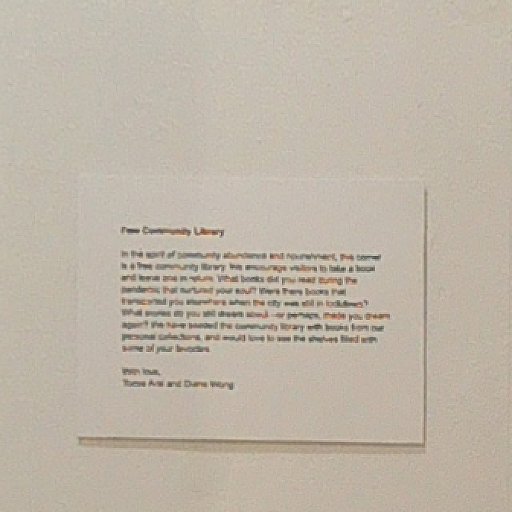 Free Community Library
In the spirit of community abundance and nourishment, this corner
is a free community library. We encourage visitors to take a book
and leave one in return. What books did you read during the
pandemic that nurtured your soul? Were there books that
transported you elsewhere when the city was still in lockdown?
What stories do you still dream about—or perhaps, made you dream
again? We have seeded the community library with books from our
personal collections, and would love to see the shelves filled with
some of your favorites.
With love,
Tomie Arai and Diane Wong